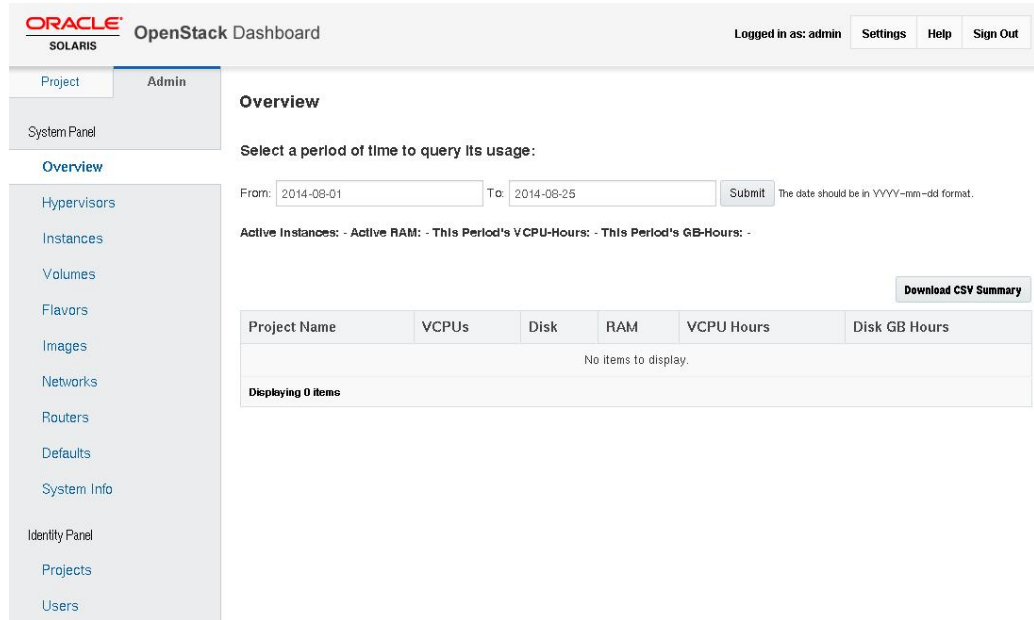 ORACLE
SOLARIS
OpenStack Dashboard
Logged in as: admin
Settings
Help
Sign Out
Project
Admin
System Panel
Overview
Hypervisors
Instances
Volumes
Flavors
Images
Networks
Routers
Defaults
System Info
Identity Panel
Projects
Users
Overview
Select a period of time to query its usage:
From: 2014-08-01 To: 2014-08-25 Submit The date should be in YYYY-mm-dd format.
Active Instances: - Active RAM: - This Period's VCPU-Hours: - This Period's GB-Hours: -
Download CSV Summary
Project Name VCPUs Disk RAM VCPU Hours Disk GB Hours
No items to display.
Displaying 0 items